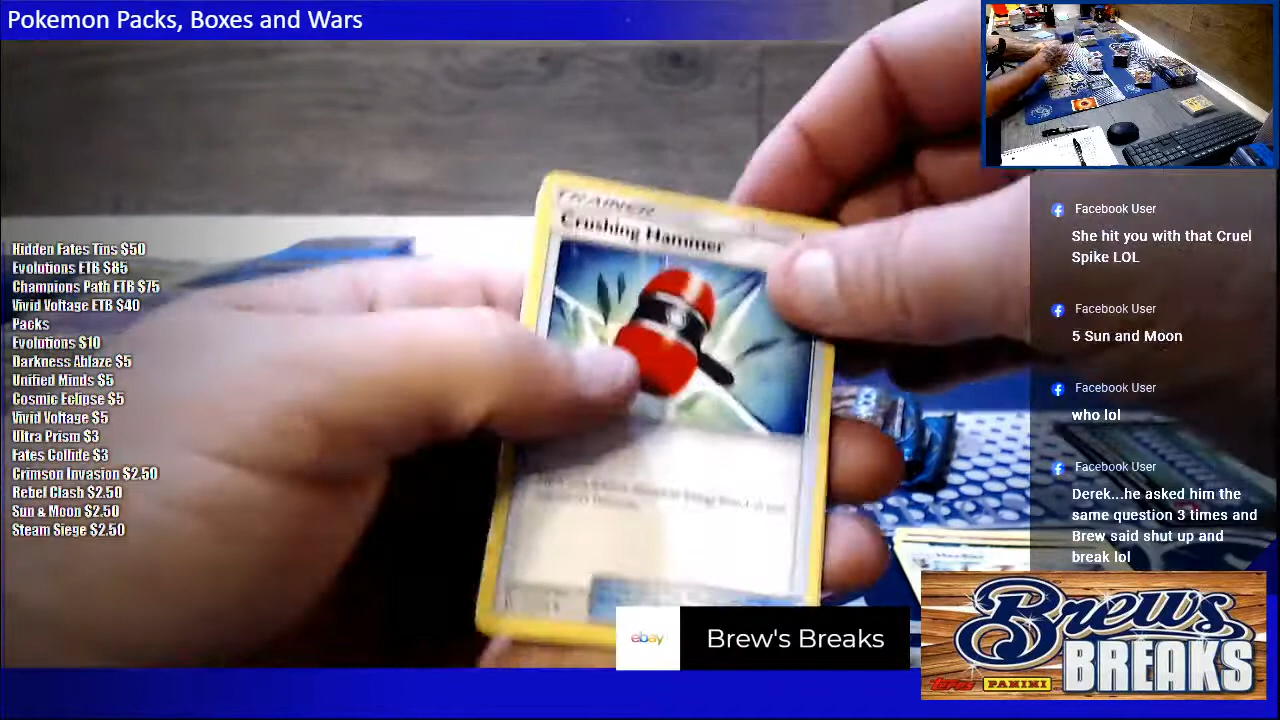 Pokemon Packs, Boxes and Wars
TRAINER
Crushing Hammer
Hidden Fates Tins $50
Evolutions ETB $85
Champions Path ETB $75
Vivid Voltage ETB $40
Packs
Evolutions $10
Darkness Ablaze $5
Unified Minds $5
Cosmic Eclipse $5
Vivid Voltage $5
Ultra Prism $3
Fates Collide $3
Crimson Invasion $2.50
Rebel Clash $2.50
Sun & Moon $2.50
Steam Siege $2.50
Facebook User
She hit you with that Cruel
Spike LOL
Facebook User
5 Sun and Moon
Facebook User
who lol
Facebook User
Derek...he asked him the
same question 3 times and
Brew said shut up and
break lol
ebay
Brew's Breaks
Brew's
BREAKS
topps PANINI